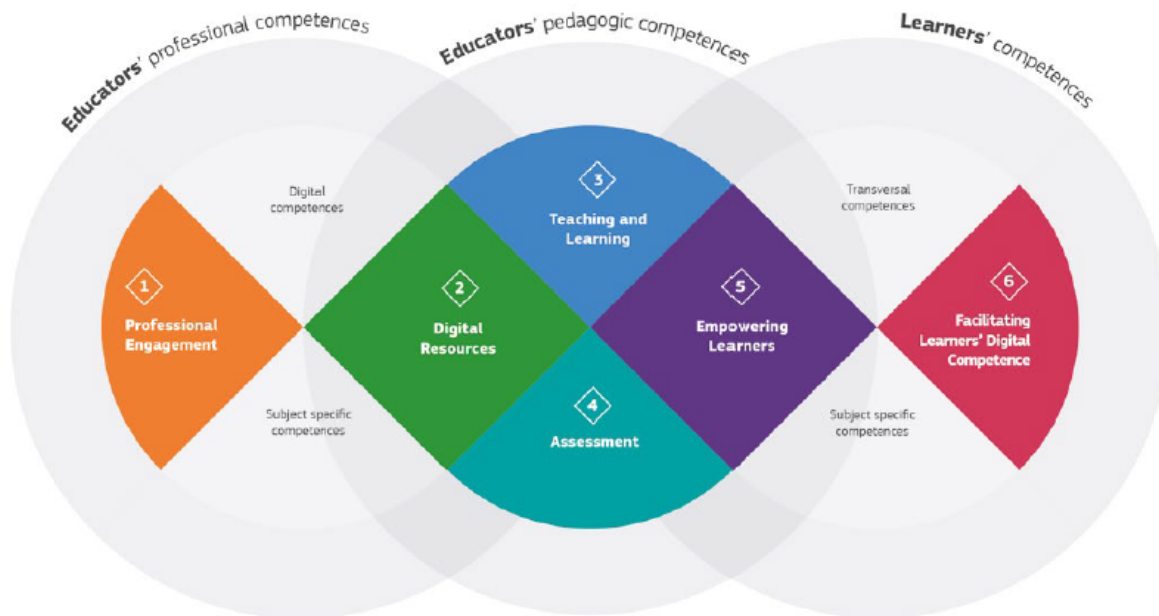 Educators' professional competences
Educators' pedagogic competences
Learners' competences
Digital
competences
Subject specific
competences
1
Professional
Engagement
2
Digital
Resources
3
Teaching and
Learning
4
Assessment
5
Empowering
Learners
Transversal
competences
Subject specific
competences
6
Facilitating
Learners' Digital
Competence